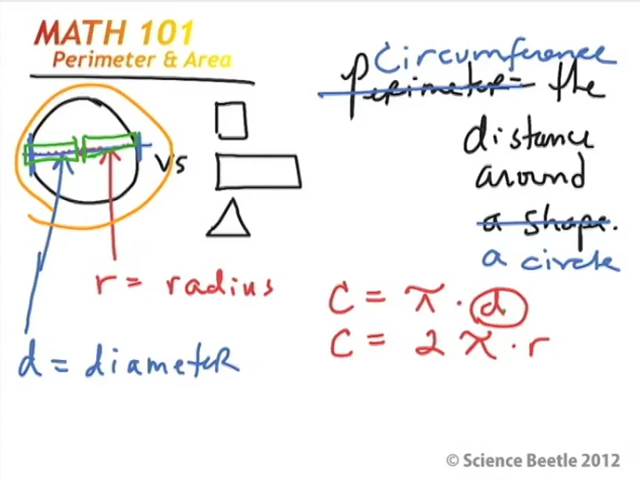 MATH 101
Perimeter & Area
Circumference
Perimeter = the
distance
around
a shape.
a circle
vs
r = radius
d = diameter
C = π · d
C = 2 π · r
© Science Beetle 2012